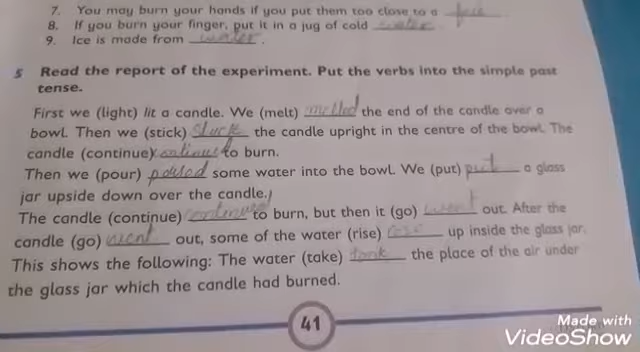 7. You may burn your hands if you put them too close to a
8. If you burn your finger, put it in a jug of cold water.
9. Ice is made from water.
5 Read the report of the experiment. Put the verbs into the simple past
tense.
First we (light) lit a candle. We (melt) melted the end of the candle over a
bowl. Then we (stick) stuck the candle upright in the centre of the bowl. The
candle (continue) to burn.
Then we (pour) some water into the bowl. We (put) put a glass
jar upside down over the candle.
The candle (continue) continued to burn, but then it (go) went out. After the
candle (go) went out, some of the water (rise) rose up inside the glass jar.
This shows the following: The water (take) the place of the air under
the glass jar which the candle had burned.
41
Made with
VideoShow